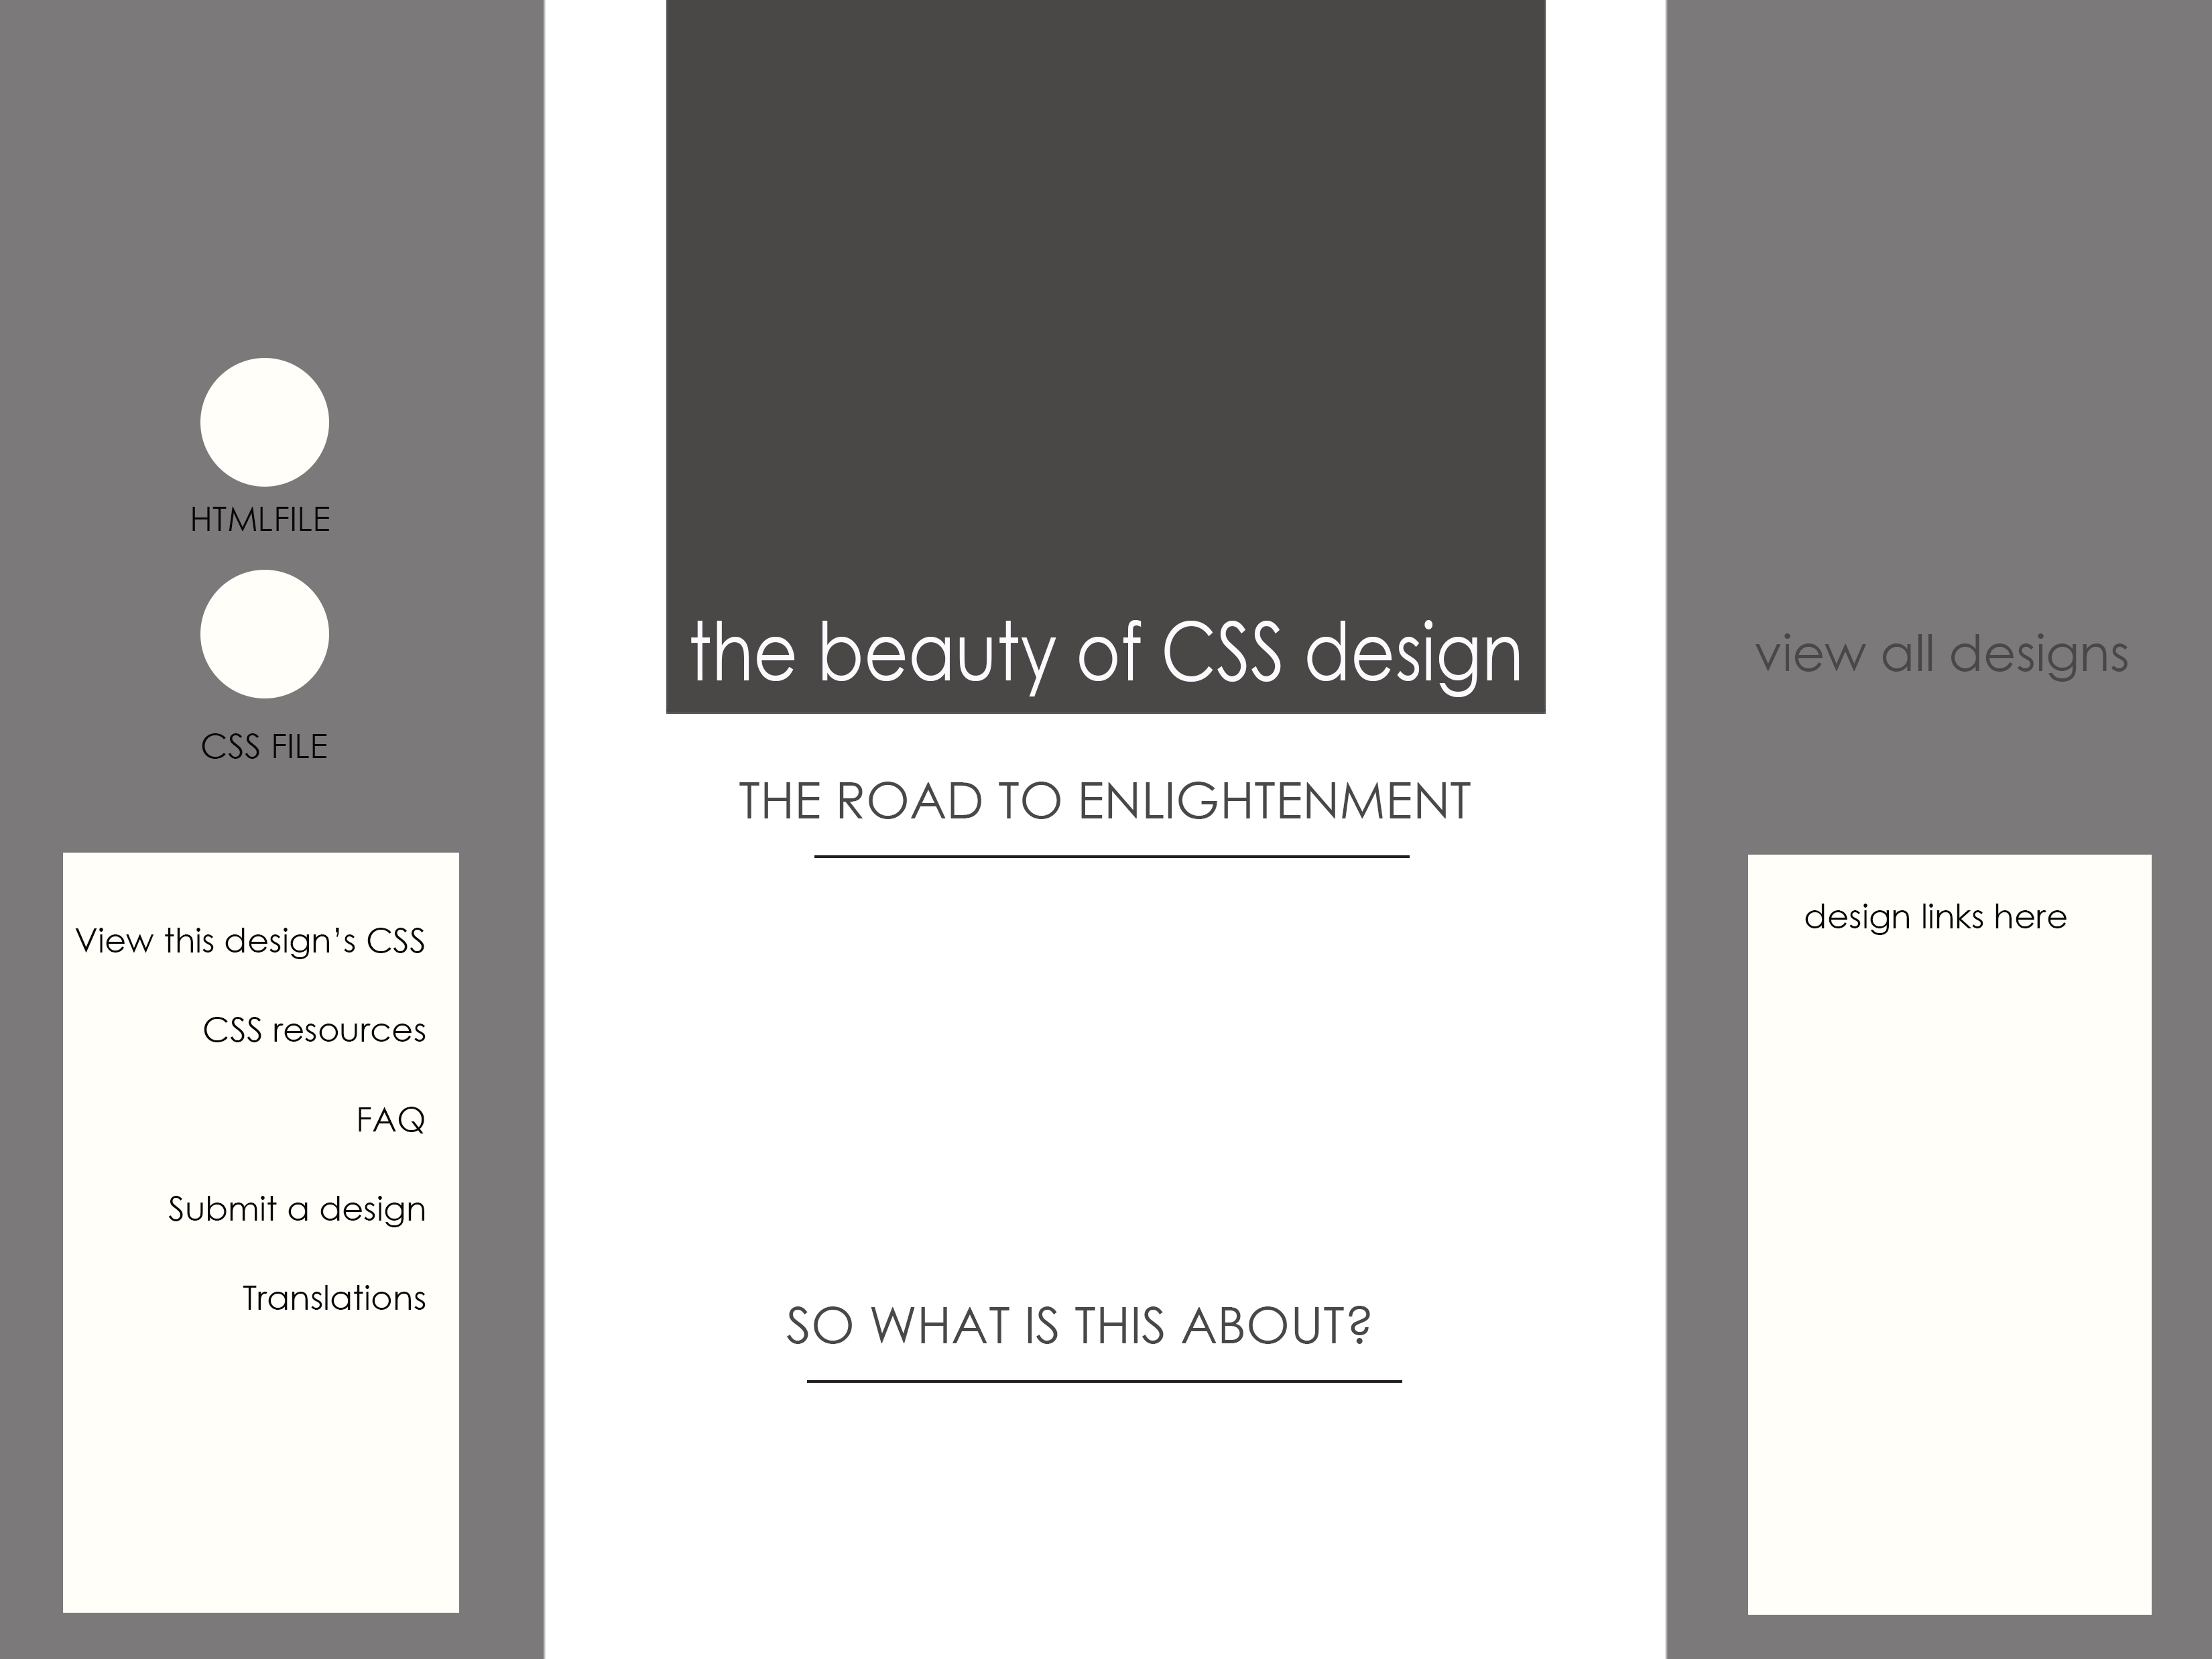 HTMLFILE
CSS FILE
View this design’s CSS
CSS resources
FAQ
Submit a design
Translations
the beauty of CSS design
THE ROAD TO ENLIGHTENMENT
SO WHAT IS THIS ABOUT?
view all designs
design links here